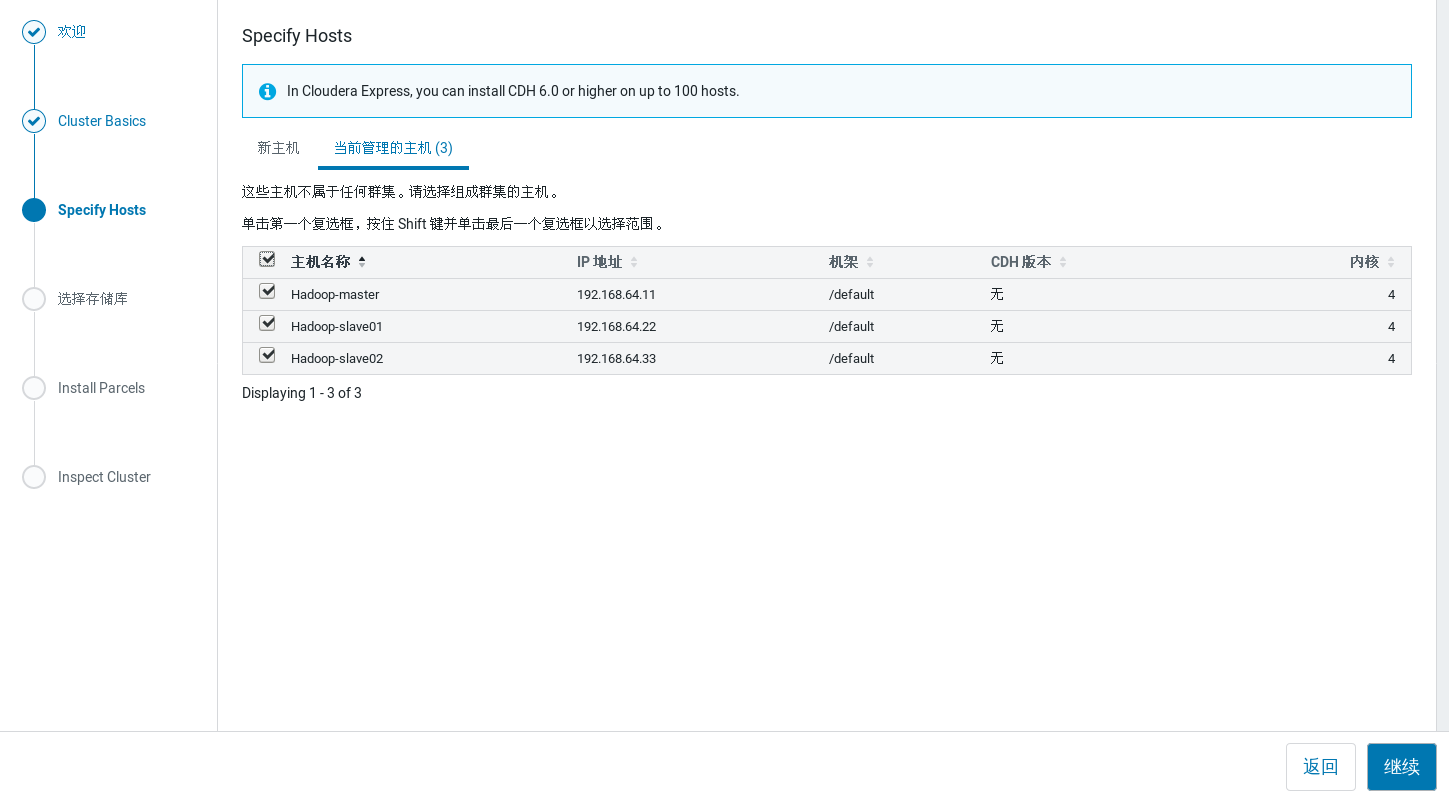 欢迎
Cluster Basics
Specify Hosts
选择存储库
Install Parcels
Inspect Cluster
Specify Hosts
In Cloudera Express, you can install CDH 6.0 or higher on up to 100 hosts.
新主机 当前管理的主机 (3)
这些主机不属于任何群集。请选择组成群集的主机。
单击第一个复选框，按住 Shift 键并单击最后一个复选框以选择范围。
主机名称 IP 地址 机架 CDH 版本 内核
Hadoop-master 192.168.64.11 /default 无 4
Hadoop-slave01 192.168.64.22 /default 无 4
Hadoop-slave02 192.168.64.33 /default 无 4
Displaying 1 - 3 of 3
返回 继续